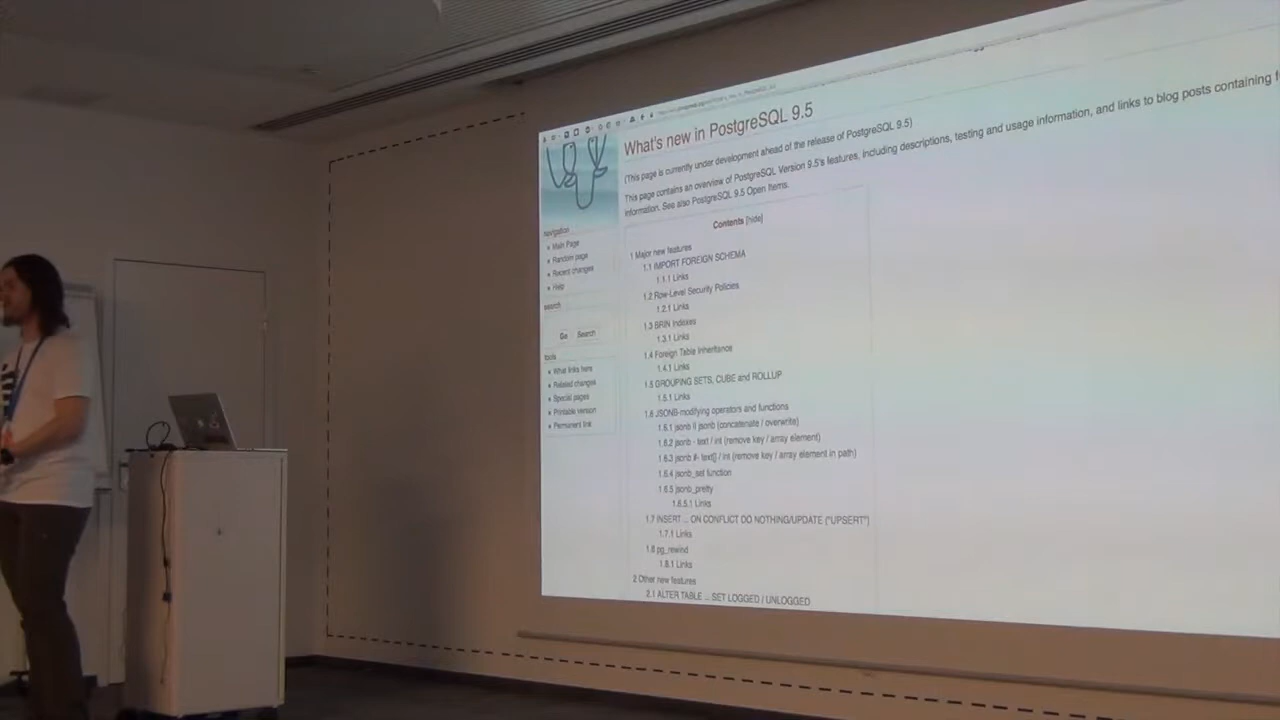 What's new in PostgreSQL 9.5
(This page is currently under development ahead of the release of PostgreSQL 9.5)
This page contains an overview of PostgreSQL Version 9.5's features, including descriptions, testing and usage information, and links to blog posts containing
information. See also PostgreSQL 9.5 Open Items.
Contents [hide]
1 Major new features
1.1 IMPORT FOREIGN SCHEMA
1.1.1 Links
1.2 Row-Level Security Policies
1.2.1 Links
1.3 BRIN Indexes
1.3.1 Links
1.4 Foreign Table Inheritance
1.4.1 Links
1.5 GROUPING SETS, CUBE and ROLLUP
1.5.1 Links
1.6 JSONB-modifying operators and functions
1.6.1 jsonb || jsonb (concatenate / overwrite)
1.6.2 jsonb - text / int (remove key / array element)
1.6.3 jsonb #- text[] / int (remove key / array element in path)
1.6.4 jsonb_set function
1.6.5 jsonb_pretty
1.6.5.1 Links
1.7 INSERT ... ON CONFLICT DO NOTHING/UPDATE ("UPSERT")
1.7.1 Links
1.8 pg_rewind
1.8.1 Links
2 Other new features
2.1 ALTER TABLE ... SET LOGGED / UNLOGGED
navigation
Main Page
Random page
Recent changes
Help
search
Go Search
tools
What links here
Related changes
Special pages
Printable version
Permanent link